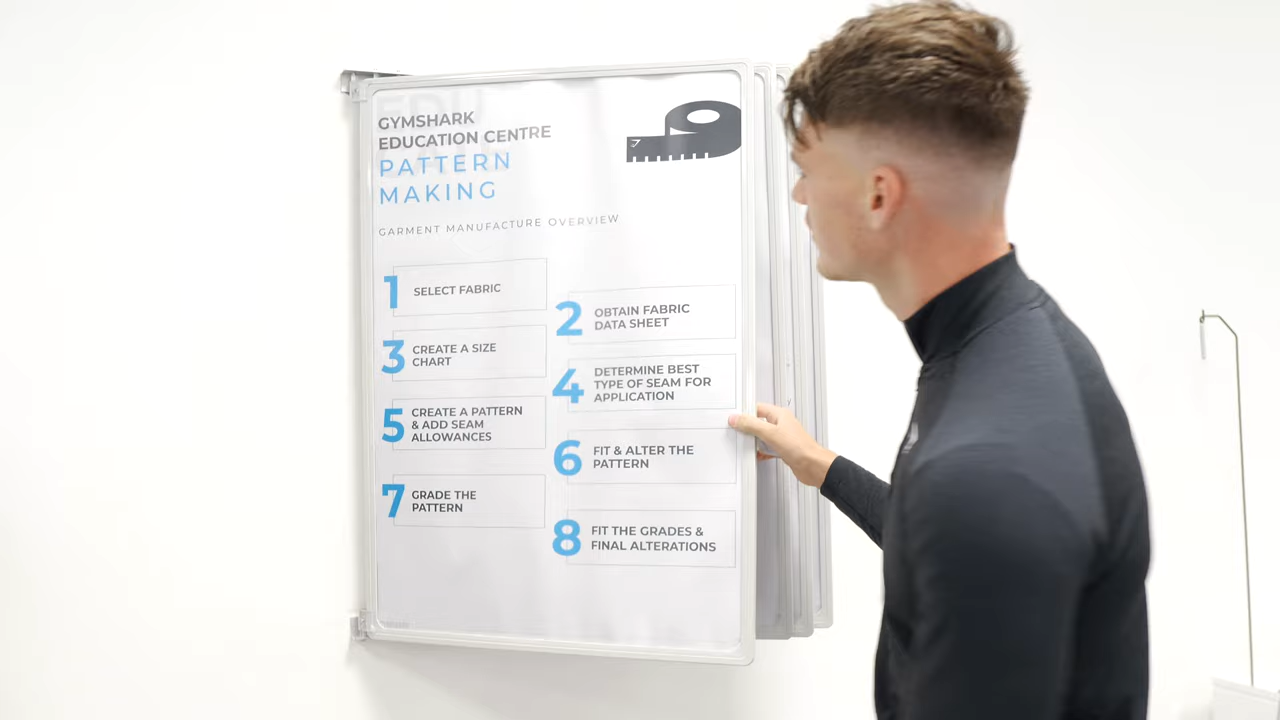 GYMSHARK
EDUCATION CENTRE
PATTERN
MAKING
GARMENT MANUFACTURE OVERVIEW
1 SELECT FABRIC
2 OBTAIN FABRIC
DATA SHEET
3 CREATE A SIZE
CHART
4 DETERMINE BEST
TYPE OF SEAM FOR
APPLICATION
5 CREATE A PATTERN
& ADD SEAM
ALLOWANCES
6 FIT & ALTER THE
PATTERN
7 GRADE THE
PATTERN
8 FIT THE GRADES &
FINAL ALTERATIONS